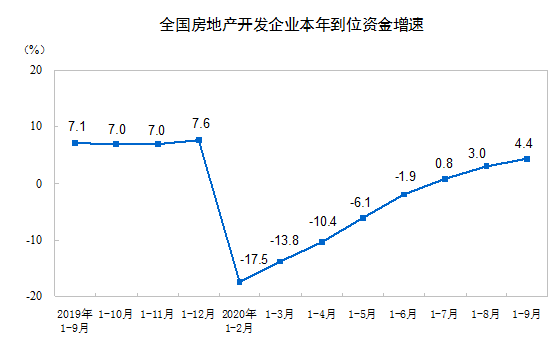 全国房地产开发企业本年到位资金增速
(%)
20
10
0
-10
-20
7.1
7.0
7.0
7.6
-17.5
-13.8
-10.4
-6.1
-1.9
0.8
3.0
4.4
2019年
1-9月
1-10月
1-11月
1-12月
2020年
1-2月
1-3月
1-4月
1-5月
1-6月
1-7月
1-8月
1-9月